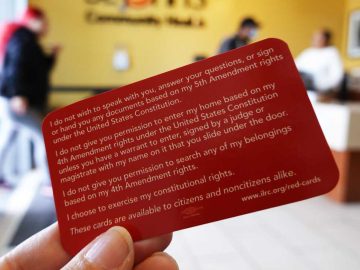 Community Med
I do not wish to speak with you, answer your questions, or sign
or hand you any documents based on my 5th Amendment rights
under the United States Constitution.
I do not give you permission to enter my home based on my
4th Amendment rights under the United States Constitution
unless you have a warrant to enter, signed by a judge or
magistrate with my name on it that you slide under the door.
I do not give you permission to search any of my belongings
based on my 4th Amendment rights.
I choose to exercise my constitutional rights.
www.ilrc.org/red-cards
These cards are available to citizens and noncitizens alike.